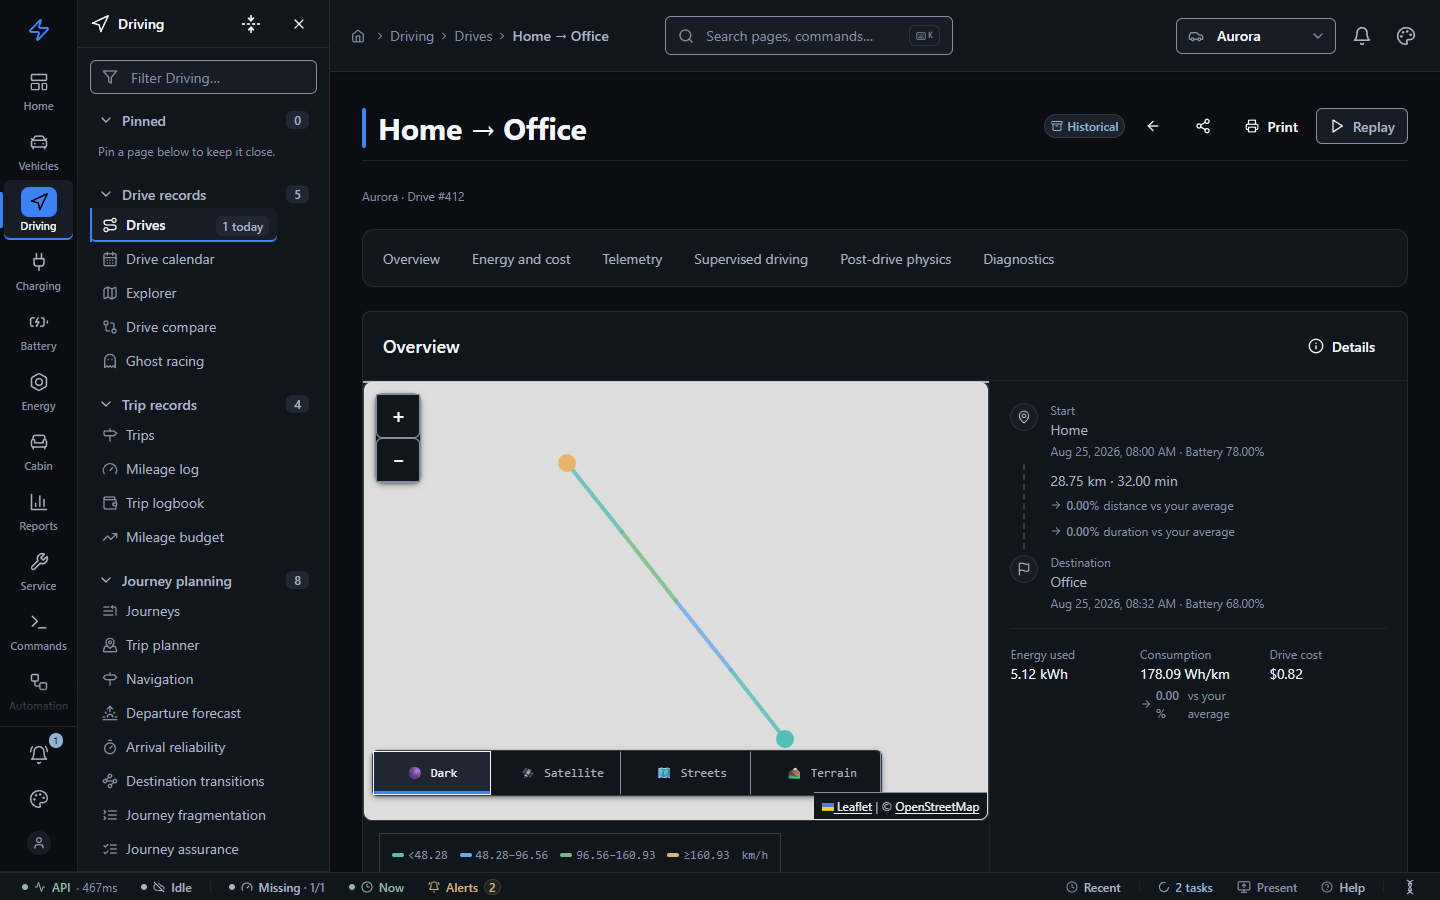 Home
Vehicles
Driving
Charging
Battery
Energy
Cabin
Reports
Service
Commands
Automation
1
Driving
Filter Driving...
Pinned 0
Pin a page below to keep it close.
Drive records 5
Drives 1 today
Drive calendar
Explorer
Drive compare
Ghost racing
Trip records 4
Trips
Mileage log
Trip logbook
Mileage budget
Journey planning 8
Journeys
Trip planner
Navigation
Departure forecast
Arrival reliability
Destination transitions
Journey fragmentation
Journey assurance
Driving Drives Home → Office
Search pages, commands... K
Aurora
Home → Office
Historical Print Replay
Aurora · Drive #412
Overview Energy and cost Telemetry Supervised driving Post-drive physics Diagnostics
Overview Details
+
−
Dark Satellite Streets Terrain
Leaflet | © OpenStreetMap
<48.28 48.28–96.56 96.56–160.93 ≥160.93 km/h
Start
Home
Aug 25, 2026, 08:00 AM · Battery 78.00%
28.75 km · 32.00 min
→ 0.00% distance vs your average
→ 0.00% duration vs your average
Destination
Office
Aug 25, 2026, 08:32 AM · Battery 68.00%
Energy used Consumption Drive cost
5.12 kWh 178.09 Wh/km $0.82
→ 0.00 % vs your average
API · 467ms Idle Missing · 1/1 Now Alerts 2 Recent 2 tasks Present Help